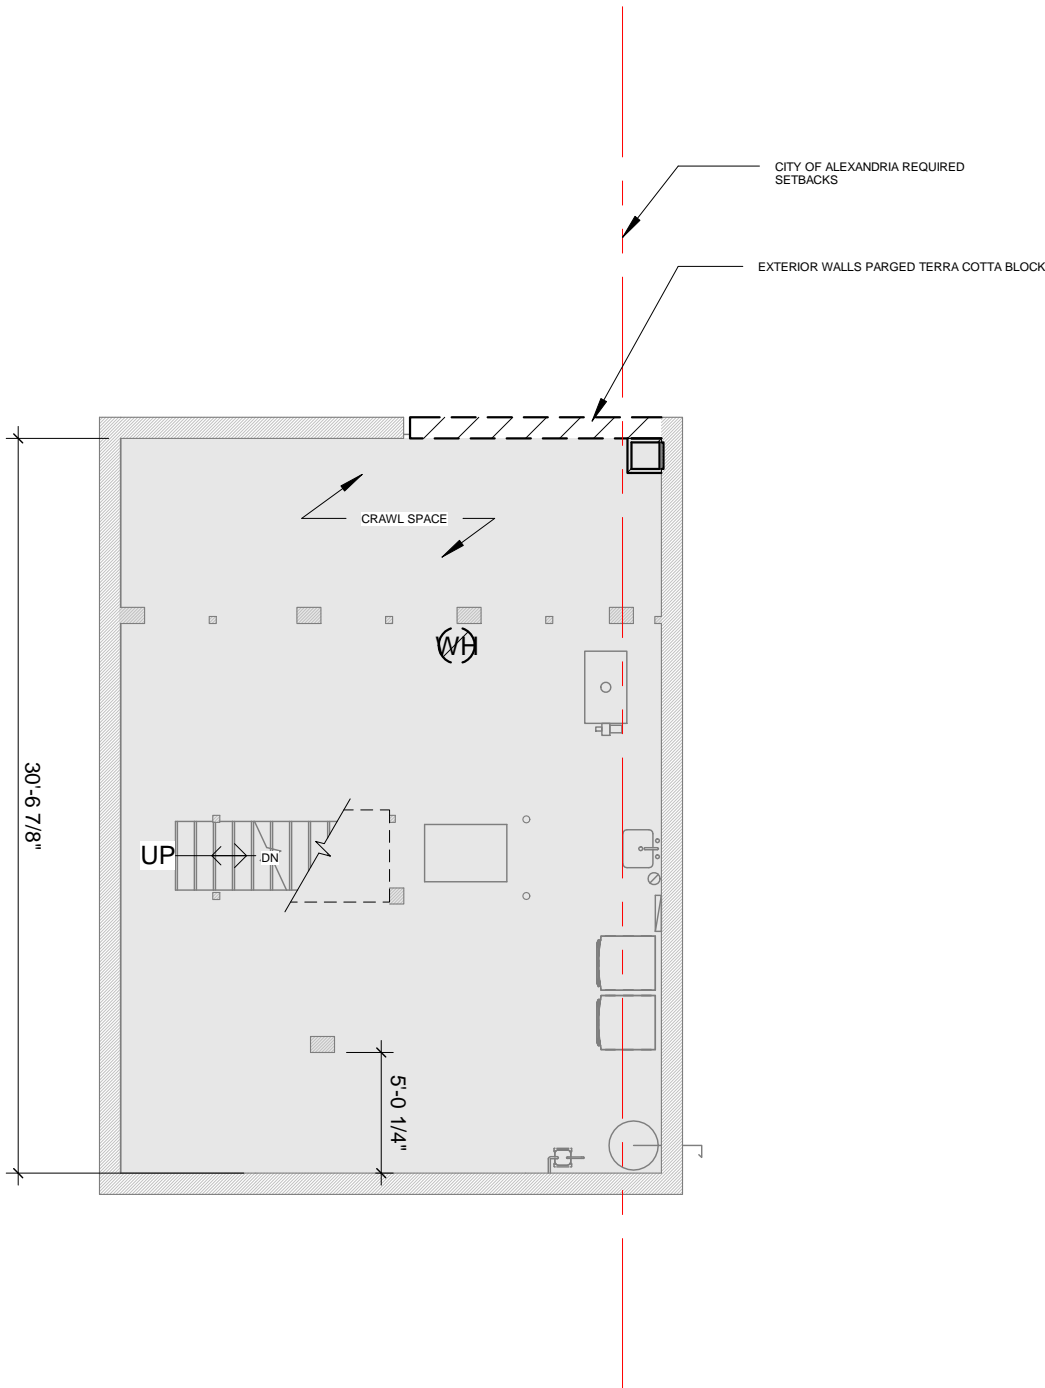 CITY OF ALEXANDRIA REQUIRED
SETBACKS
EXTERIOR WALLS PARGED TERRA COTTA BLOCK
CRAWL SPACE
WH
30'-6 7/8"
UP
DN
5'-0 1/4"